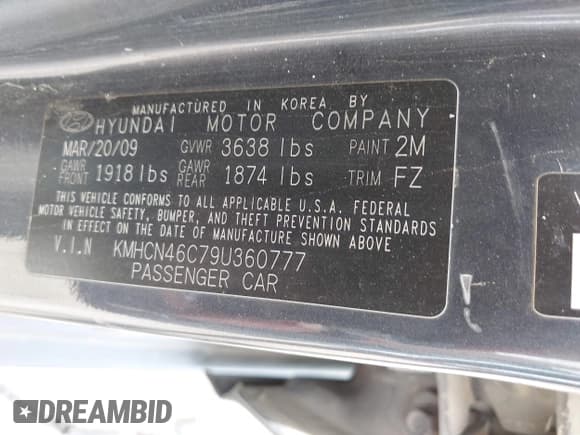 MANUFACTURED IN KOREA BY
HYUNDAI MOTOR COMPANY
MAR/20/09 GVWR 3638 lbs PAINT 2M
GAWR FRONT 1918 lbs GAWR REAR 1874 lbs TRIM FZ
THIS VEHICLE CONFORMS TO ALL APPLICABLE U.S.A. FEDERAL
MOTOR VEHICLE SAFETY, BUMPER, AND THEFT PREVENTION STANDARDS
IN EFFECT ON THE DATE OF MANUFACTURE SHOWN ABOVE
V.I.N KMHCN46C79U360777
PASSENGER CAR
DREAMBID